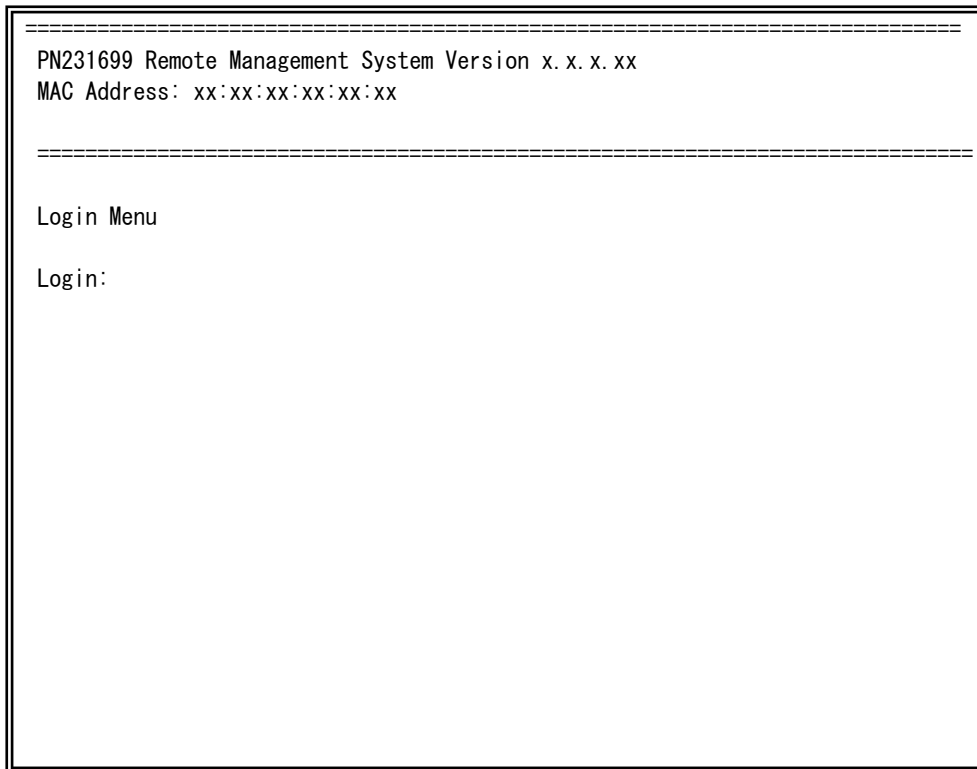 ==============================================================================
PN231699 Remote Management System Version x.x.x.xx
MAC Address: xx:xx:xx:xx:xx:xx
==============================================================================
Login Menu
Login: